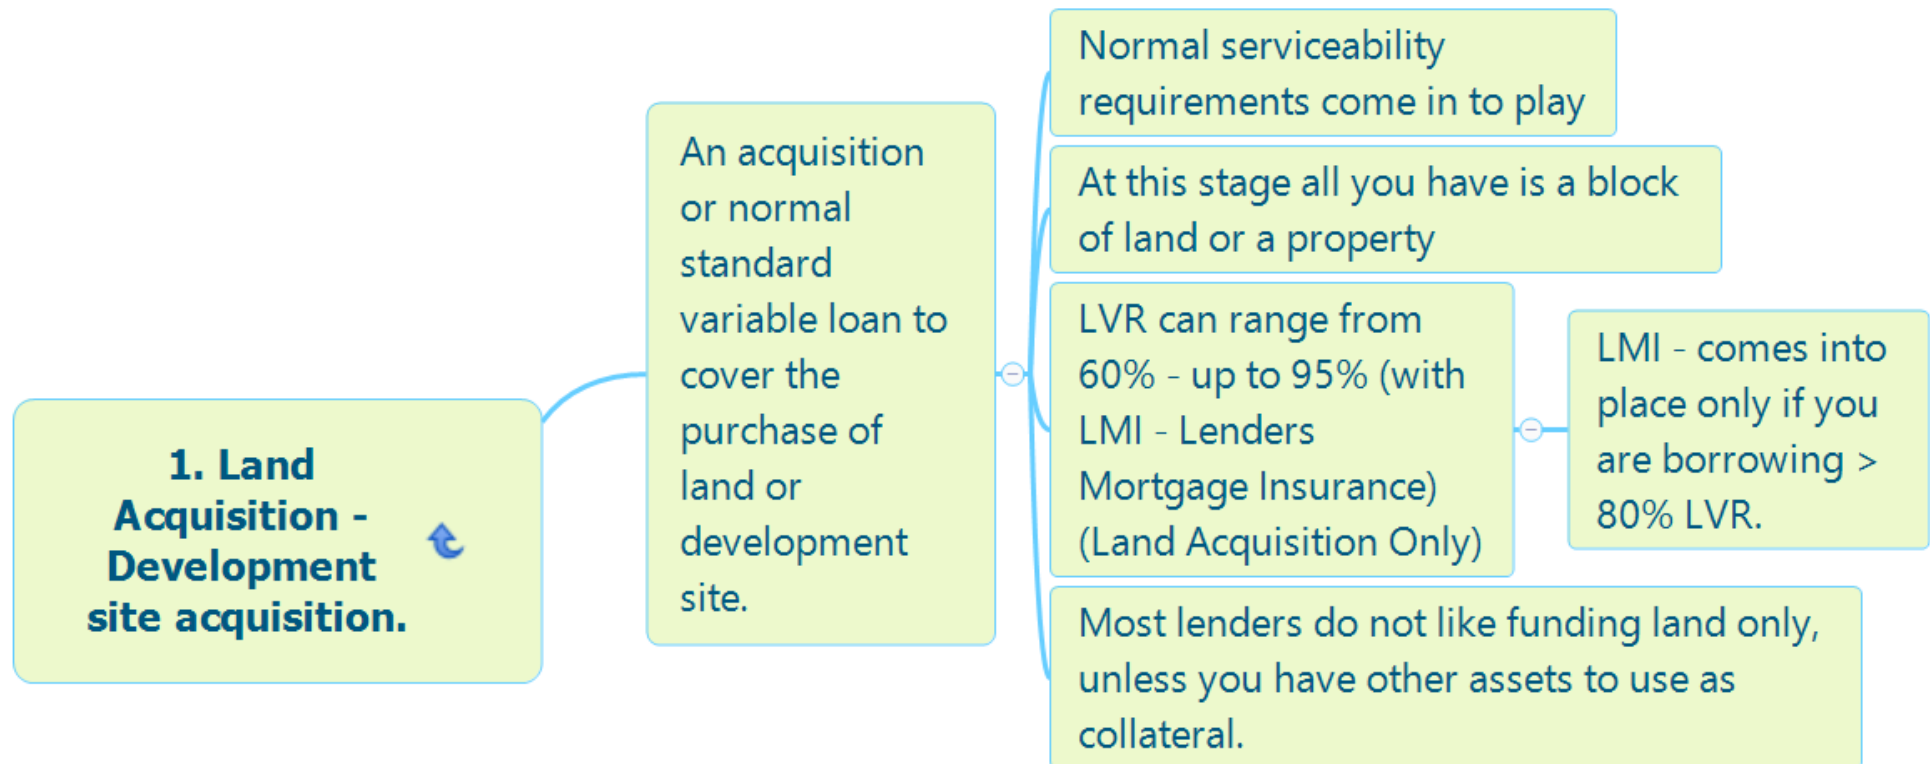 1. Land
Acquisition -
Development
site acquisition.
An acquisition
or normal
standard
variable loan to
cover the
purchase of
land or
development
site.
Normal serviceability
requirements come in to play
At this stage all you have is a block
of land or a property
LVR can range from
60% - up to 95% (with
LMI - Lenders
Mortgage Insurance)
(Land Acquisition Only)
LMI - comes into
place only if you
are borrowing >
80% LVR.
Most lenders do not like funding land only,
unless you have other assets to use as
collateral.